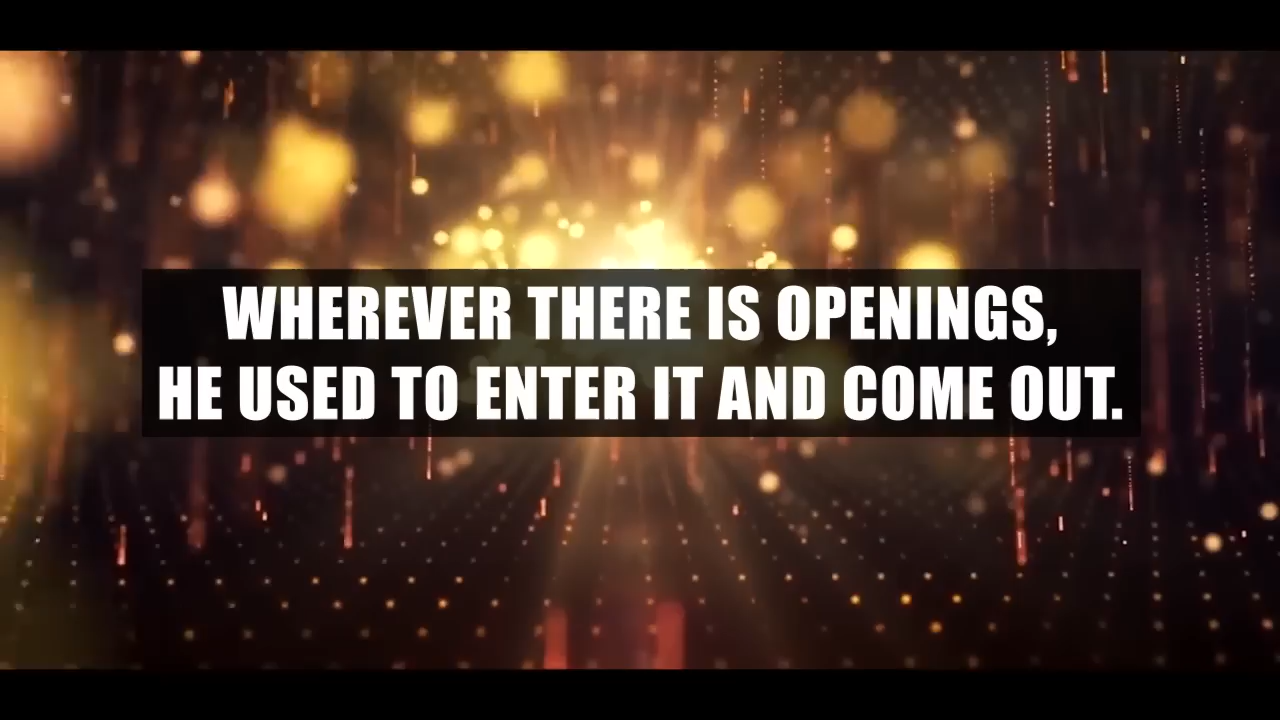 WHEREVER THERE IS OPENINGS,
HE USED TO ENTER IT AND COME OUT.